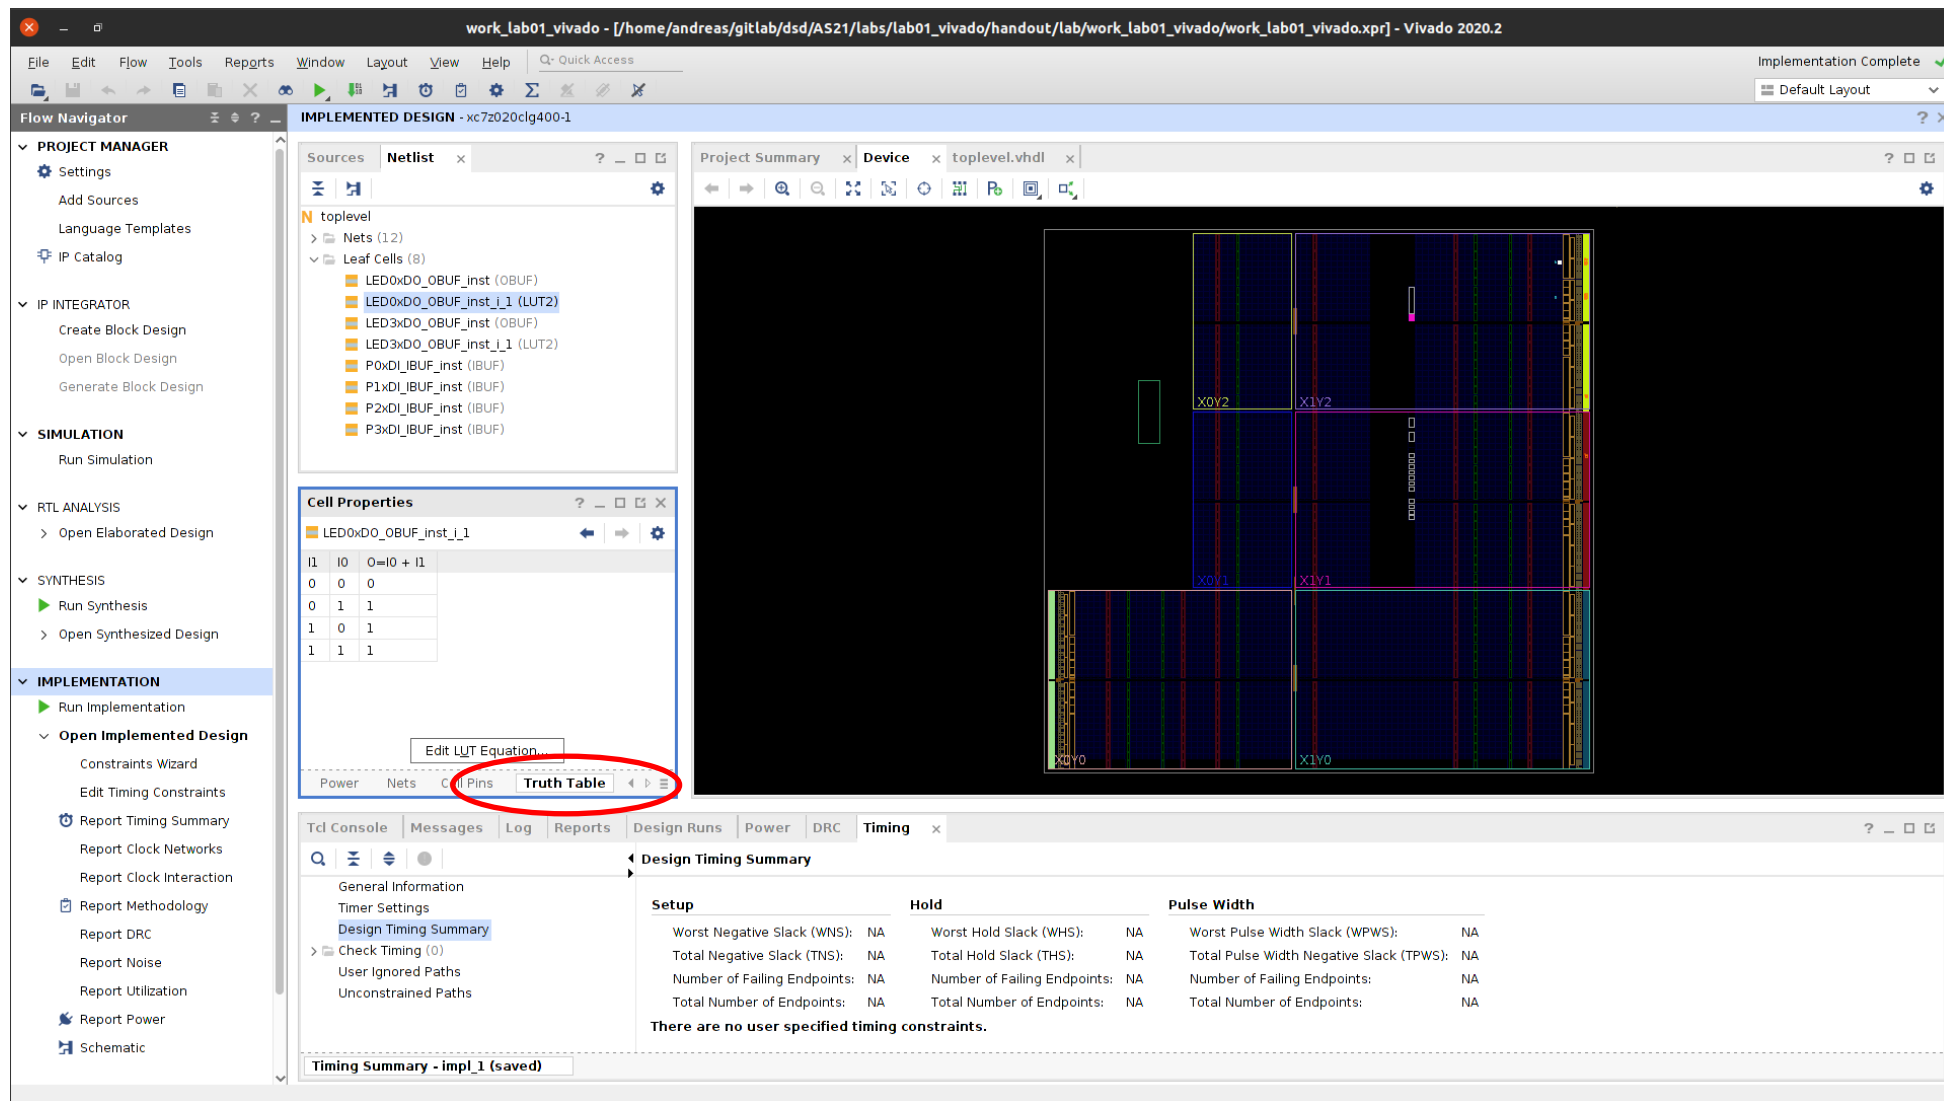 work_lab01_vivado - [/home/andreas/gitlab/dsd/AS21/labs/lab01_vivado/handout/lab/work_lab01_vivado/work_lab01_vivado.xpr] - Vivado 2020.2
File Edit Flow Tools Reports Window Layout View Help Quick Access
Implementation Complete
Default Layout
Flow Navigator
PROJECT MANAGER
Settings
Add Sources
Language Templates
IP Catalog
IP INTEGRATOR
Create Block Design
Open Block Design
Generate Block Design
SIMULATION
Run Simulation
RTL ANALYSIS
Open Elaborated Design
SYNTHESIS
Run Synthesis
Open Synthesized Design
IMPLEMENTATION
Run Implementation
Open Implemented Design
Constraints Wizard
Edit Timing Constraints
Report Timing Summary
Report Clock Networks
Report Clock Interaction
Report Methodology
Report DRC
Report Noise
Report Utilization
Report Power
Schematic
IMPLEMENTED DESIGN - xc7z020clg400-1
Sources Netlist
N toplevel
Nets (12)
Leaf Cells (8)
LED0xDO_OBUF_inst (OBUF)
LED0xDO_OBUF_inst_i_1 (LUT2)
LED3xDO_OBUF_inst (OBUF)
LED3xDO_OBUF_inst_i_1 (LUT2)
P0xDI_IBUF_inst (IBUF)
P1xDI_IBUF_inst (IBUF)
P2xDI_IBUF_inst (IBUF)
P3xDI_IBUF_inst (IBUF)
Cell Properties
LED0xDO_OBUF_inst_i_1
I1 I0 O=I0 + I1
0 0 0
0 1 1
1 0 1
1 1 1
Edit LUT Equation...
Power Nets Cell Pins Truth Table
Project Summary Device toplevel.vhdl
X0Y2 X1Y2
X0Y1 X1Y1
X0Y0 X1Y0
Tcl Console Messages Log Reports Design Runs Power DRC Timing
General Information
Timer Settings
Design Timing Summary
Check Timing (0)
User Ignored Paths
Unconstrained Paths
Design Timing Summary
Setup Hold Pulse Width
Worst Negative Slack (WNS): NA Worst Hold Slack (WHS): NA Worst Pulse Width Slack (WPWS): NA
Total Negative Slack (TNS): NA Total Hold Slack (THS): NA Total Pulse Width Negative Slack (TPWS): NA
Number of Failing Endpoints: NA Number of Failing Endpoints: NA Number of Failing Endpoints: NA
Total Number of Endpoints: NA Total Number of Endpoints: NA Total Number of Endpoints: NA
There are no user specified timing constraints.
Timing Summary - impl_1 (saved)